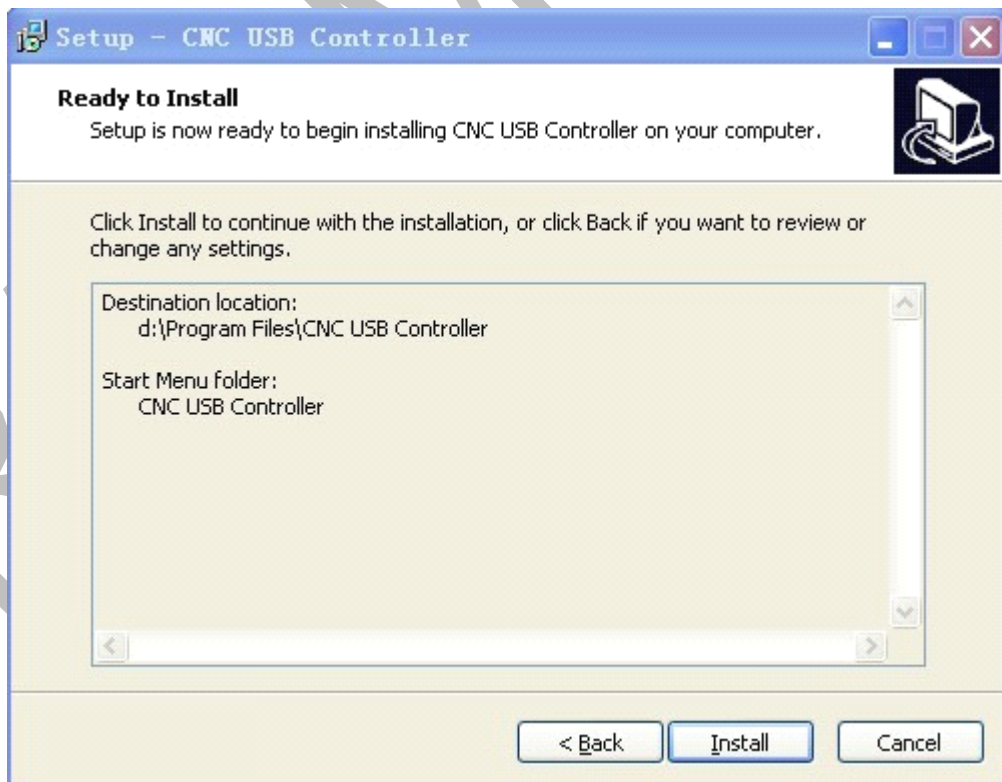 Setup - CNC USB Controller
Ready to Install
Setup is now ready to begin installing CNC USB Controller on your computer.
Click Install to continue with the installation, or click Back if you want to review or
change any settings.
Destination location:
d:\Program Files\CNC USB Controller
Start Menu folder:
CNC USB Controller
< Back
Install
Cancel